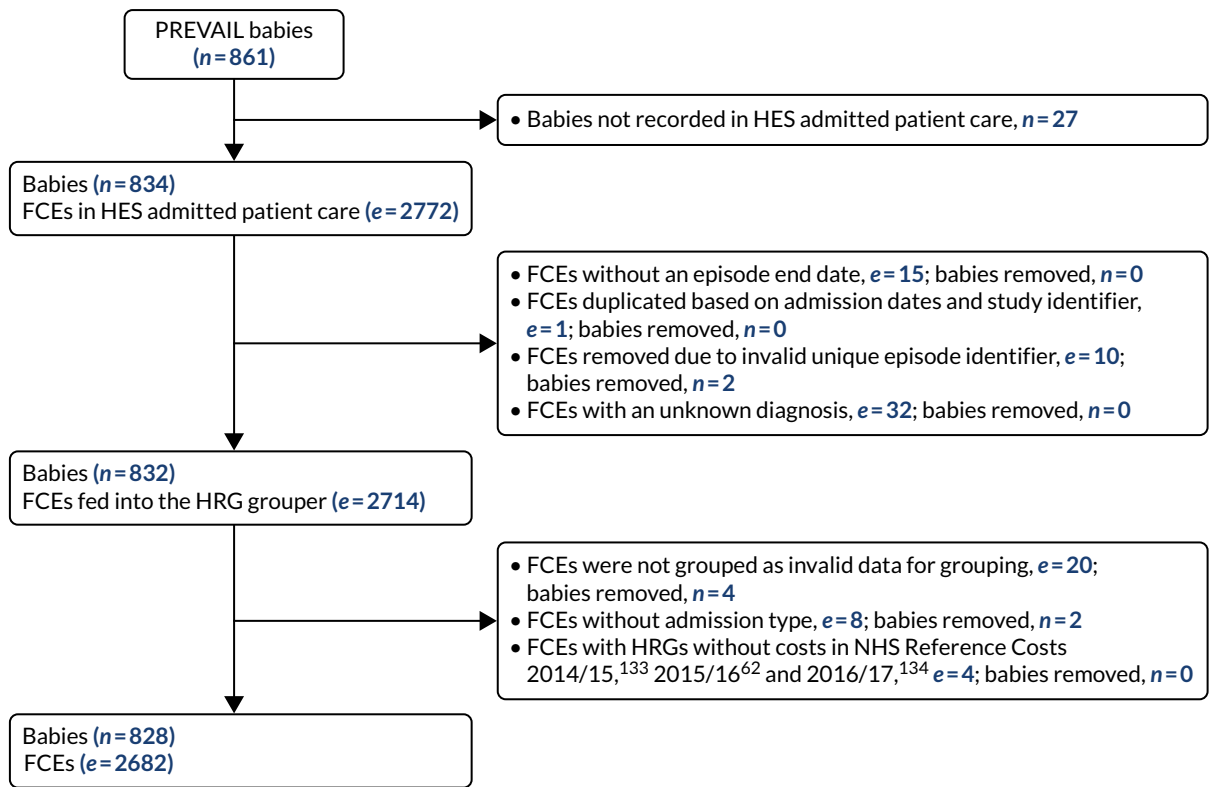 PREVAIL babies
(n=861)
• Babies not recorded in HES admitted patient care, n=27
Babies (n=834)
FCEs in HES admitted patient care (e=2772)
• FCEs without an episode end date, e=15; babies removed, n=0
• FCEs duplicated based on admission dates and study identifier,
e=1; babies removed, n=0
• FCEs removed due to invalid unique episode identifier, e=10;
babies removed, n=2
• FCEs with an unknown diagnosis, e=32; babies removed, n=0
Babies (n=832)
FCEs fed into the HRG grouper (e=2714)
• FCEs were not grouped as invalid data for grouping, e=20;
babies removed, n=4
• FCEs without admission type, e=8; babies removed, n=2
• FCEs with HRGs without costs in NHS Reference Costs
2014/15,133 2015/1662 and 2016/17,134 e=4; babies removed, n=0
Babies (n=828)
FCEs (e=2682)